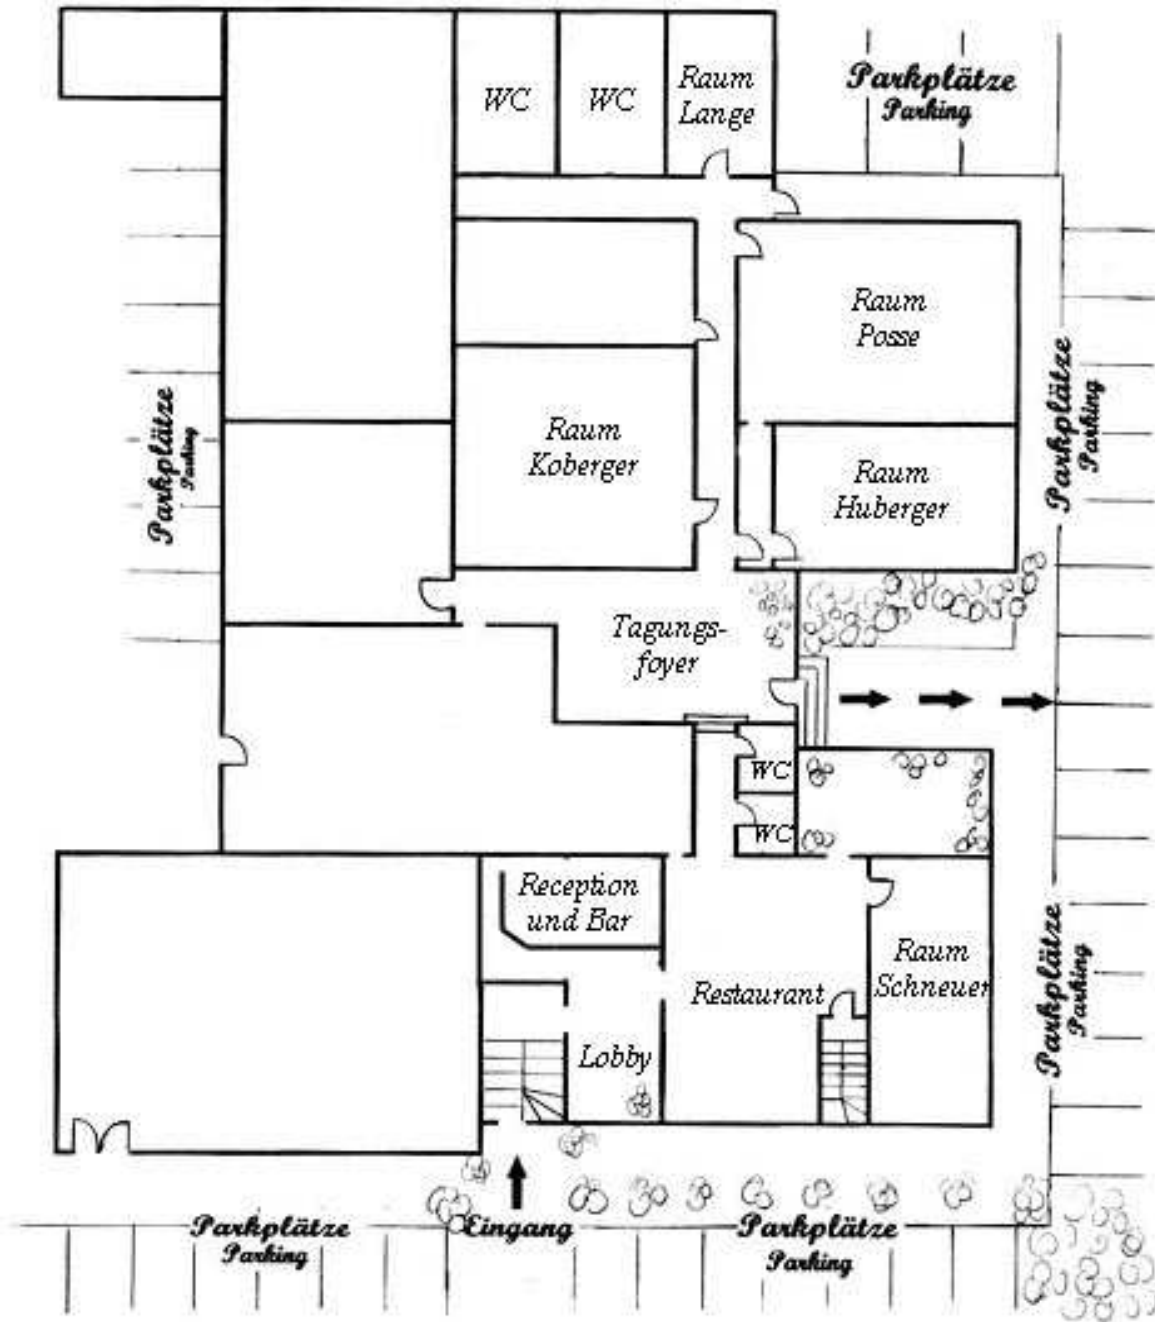 WC
WC
Raum
Lange
Parkplätze
Parking
Raum
Posse
Parkplätze
Parking
Raum
Koberger
Parkplätze
Parking
Raum
Huberger
Tagungs-
foyer
WC
WC
Reception
und Bar
Raum
Schneuer
Restaurant
Parkplätze
Parking
Lobby
Parkplätze
Parking
Eingang
Parkplätze
Parking